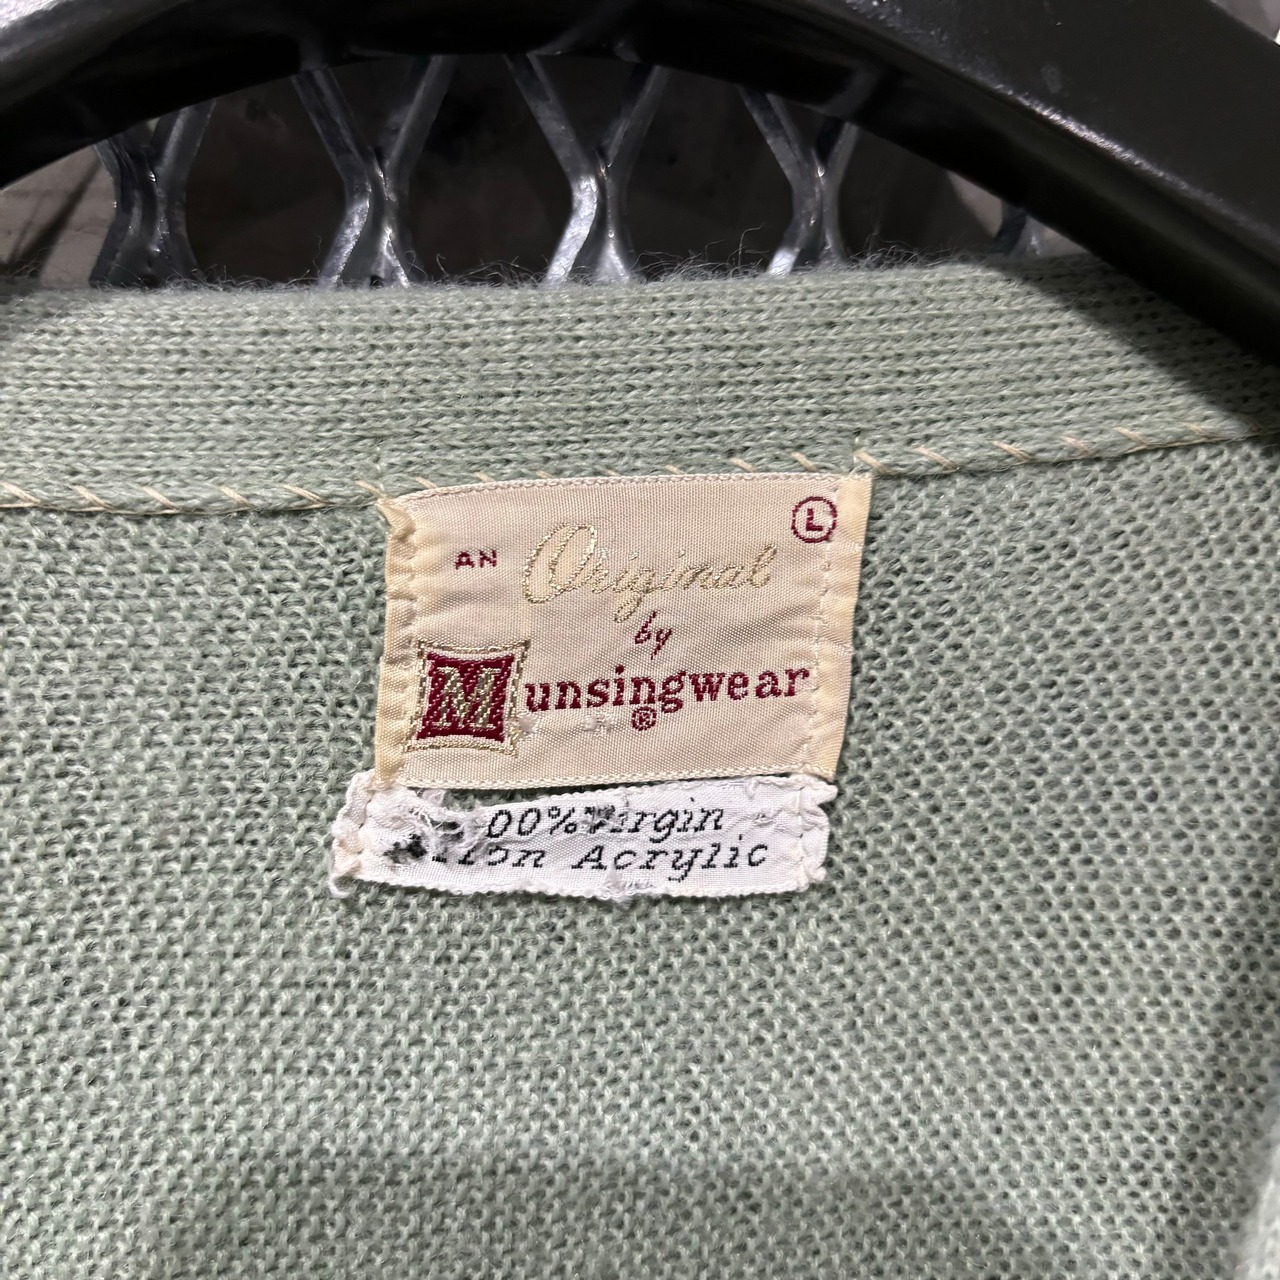 L
AN Original
by
Munsingwear
®
00% Virgin
Acrylic